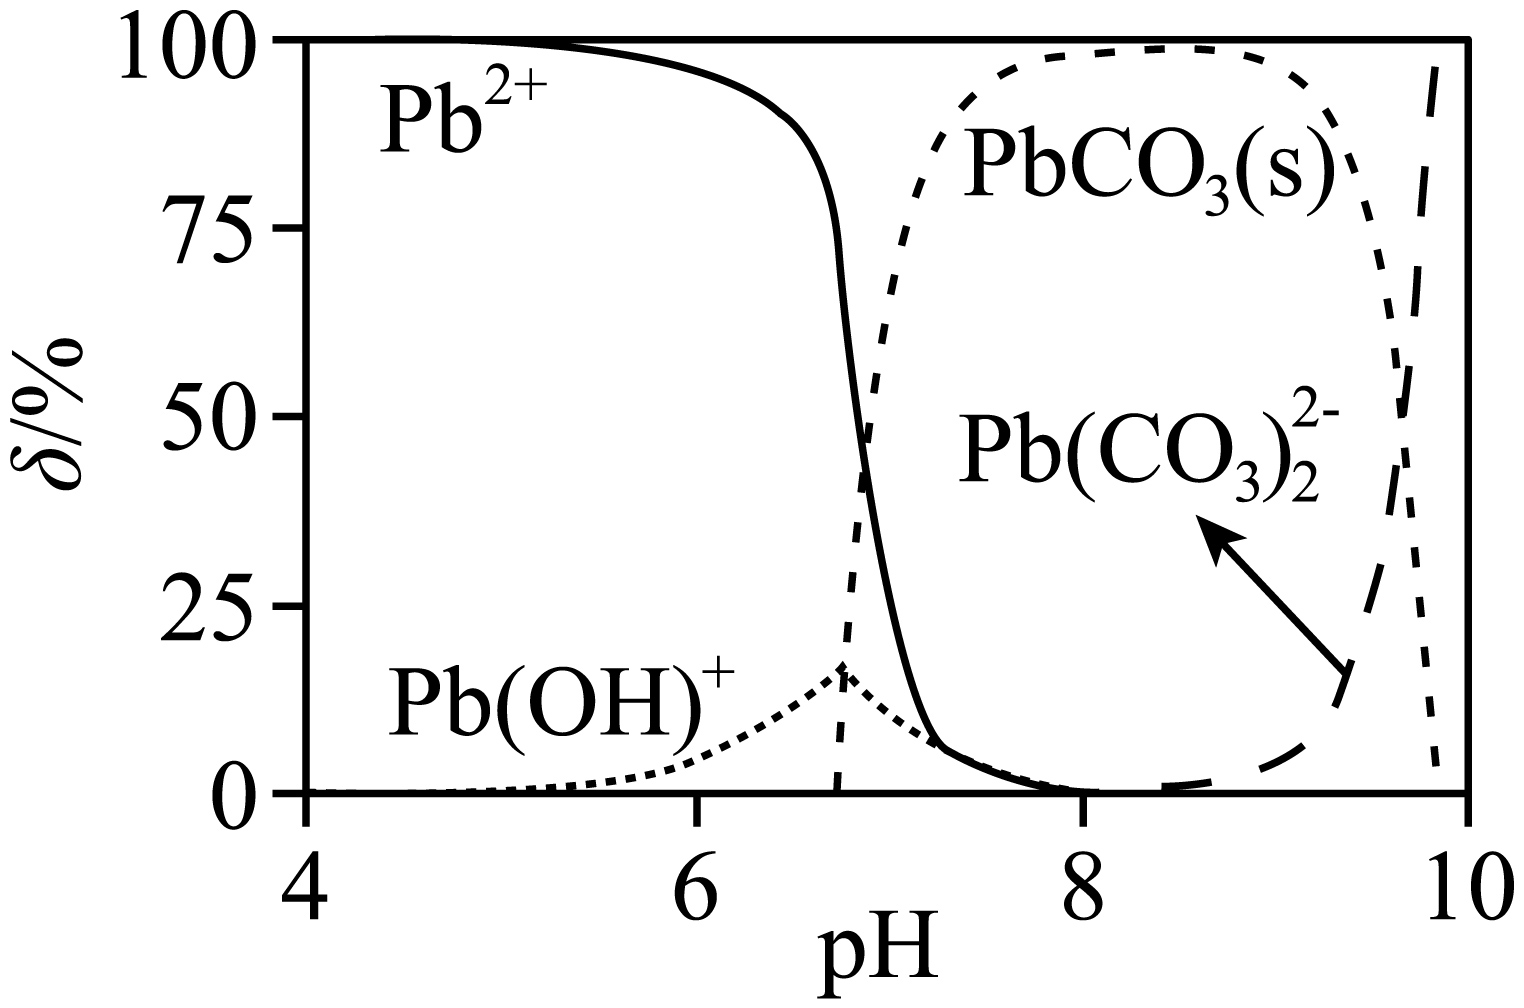 100
Pb²⁺
PbCO₃(s)
75
δ/%
50
Pb(CO₃)₂²⁻
25
Pb(OH)⁺
0
4 6 8 10
pH